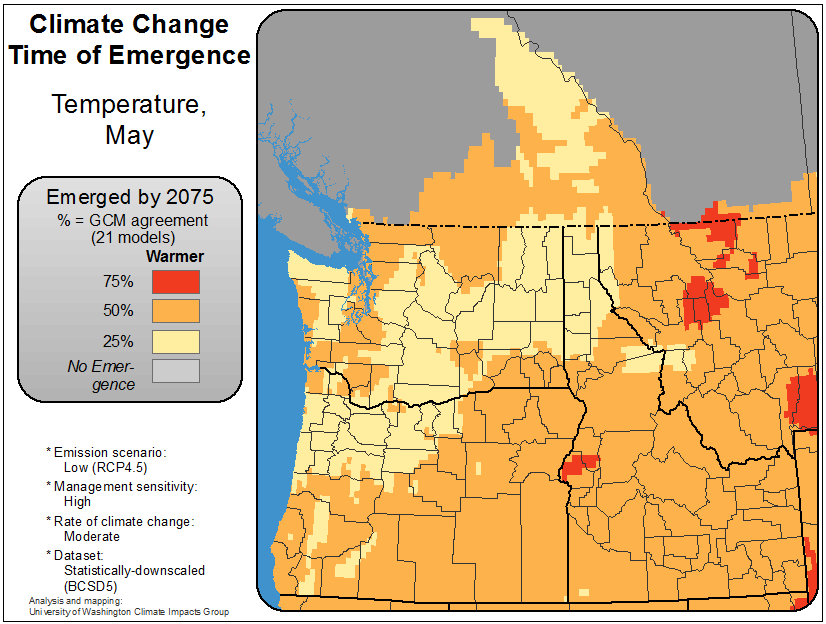 Climate Change
Time of Emergence
Temperature,
May
Emerged by 2075
% = GCM agreement
(21 models)
Warmer
75%
50%
25%
No Emer-
gence
* Emission scenario:
Low (RCP4.5)
* Management sensitivity:
High
* Rate of climate change:
Moderate
* Dataset:
Statistically-downscaled
(BCSD5)
Analysis and mapping:
University of Washington Climate Impacts Group